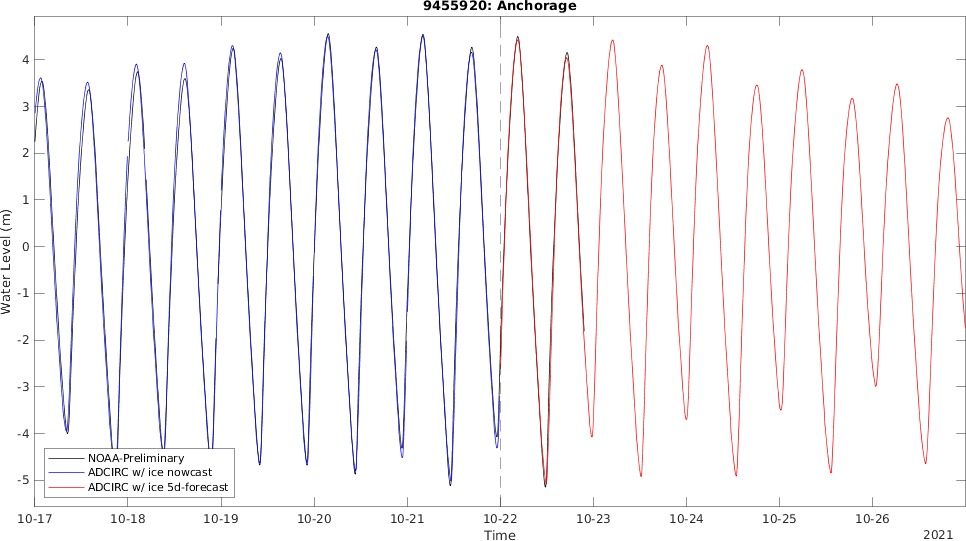 9455920: Anchorage
Water Level (m)
4
3
2
1
0
-1
-2
-3
-4
-5
NOAA-Preliminary
ADCIRC w/ ice nowcast
ADCIRC w/ ice 5d-forecast
10-17 10-18 10-19 10-20 10-21 10-22 10-23 10-24 10-25 10-26
Time
2021